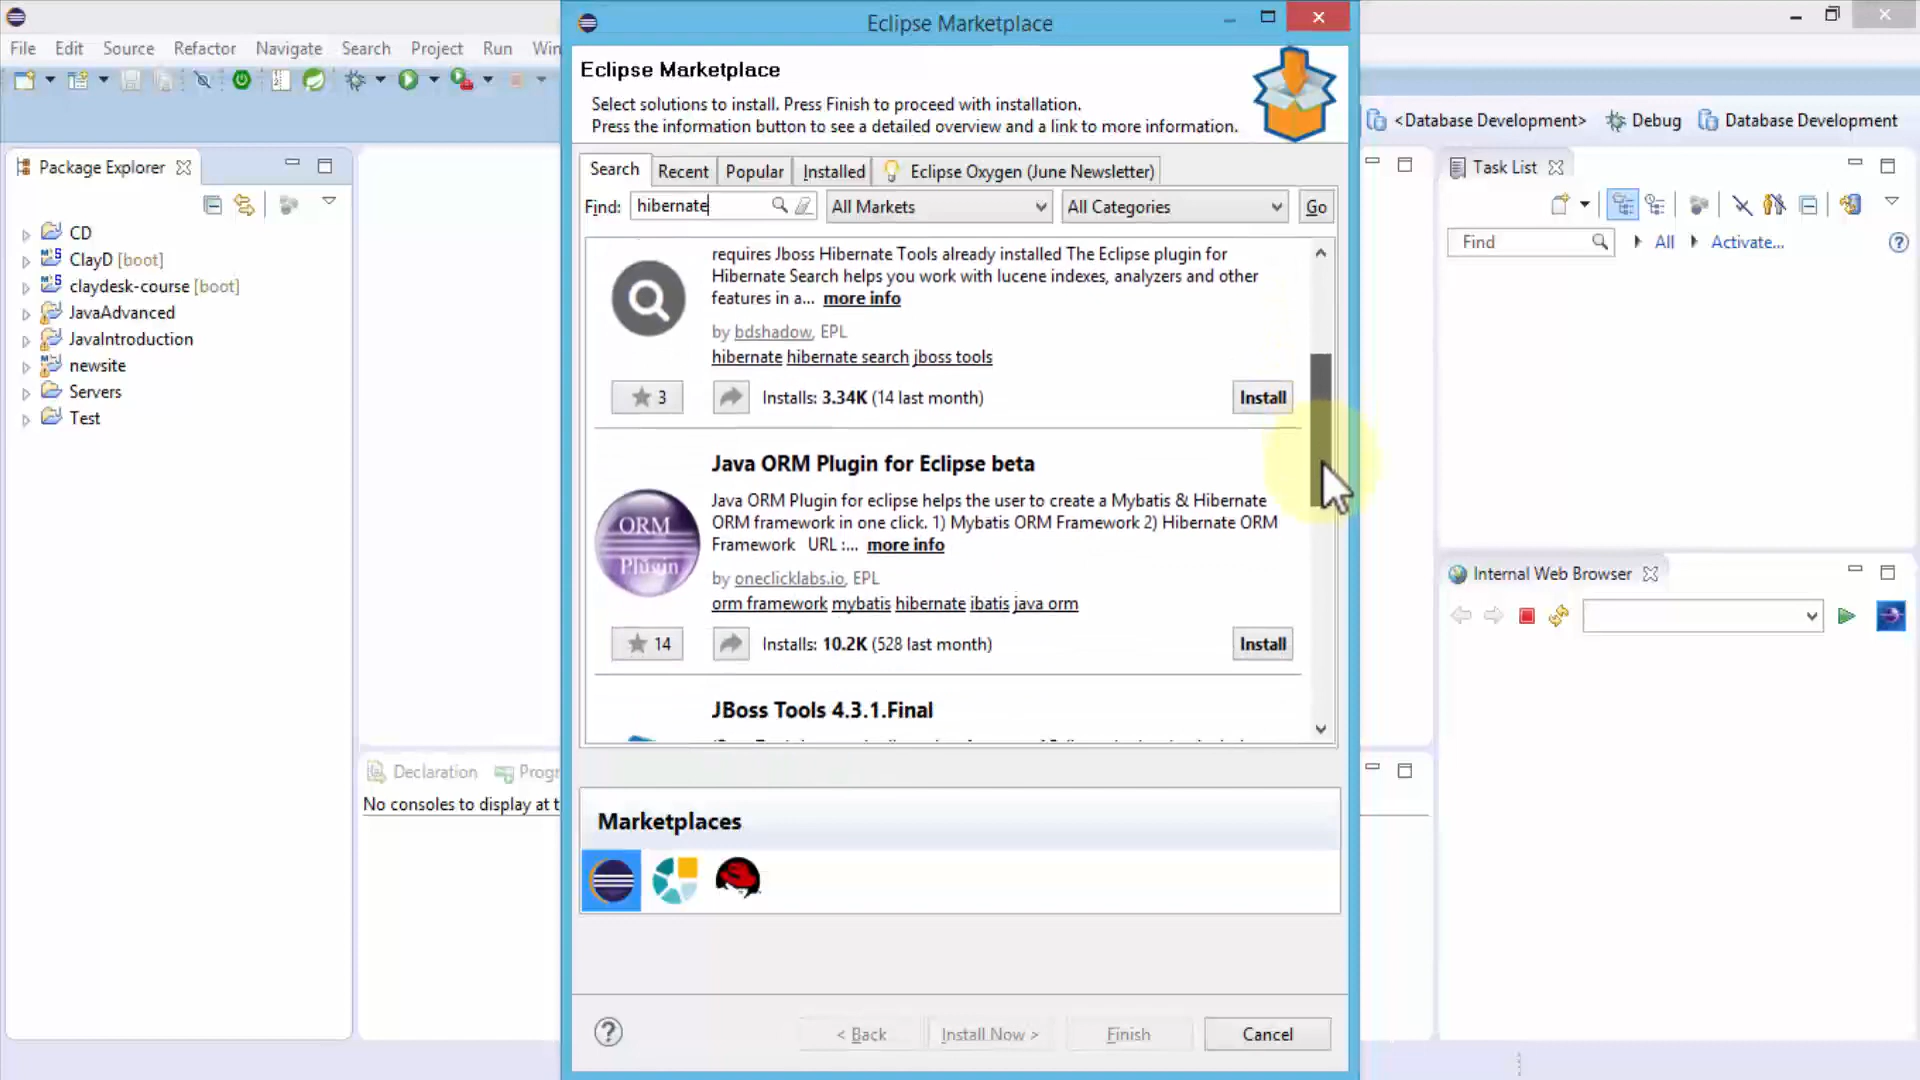 Eclipse Marketplace
File Edit Source Refactor Navigate Search Project Run Win
Eclipse Marketplace
Select solutions to install. Press Finish to proceed with installation.
Press the information button to see a detailed overview and a link to more information.
<Database Development> Debug Database Development
Package Explorer
CD
ClayD [boot]
claydesk-course [boot]
JavaAdvanced
JavaIntroduction
newsite
Servers
Test
Search Recent Popular Installed Eclipse Oxygen (June Newsletter)
Find: hibernate All Markets All Categories Go
requires Jboss Hibernate Tools already installed The Eclipse plugin for
Hibernate Search helps you work with lucene indexes, analyzers and other
features in a... more info
by bdshadow, EPL
hibernate hibernate search jboss tools
3 Installs: 3.34K (14 last month) Install
Java ORM Plugin for Eclipse beta
ORM
Plugin
Java ORM Plugin for eclipse helps the user to create a Mybatis & Hibernate
ORM framework in one click. 1) Mybatis ORM Framework 2) Hibernate ORM
Framework URL :... more info
by oneclicklabs.io, EPL
orm framework mybatis hibernate ibatis java orm
14 Installs: 10.2K (528 last month) Install
JBoss Tools 4.3.1.Final
Marketplaces
? < Back Install Now > Finish Cancel
Declaration Progr
No consoles to display at t
Task List
Find All Activate...
Internal Web Browser